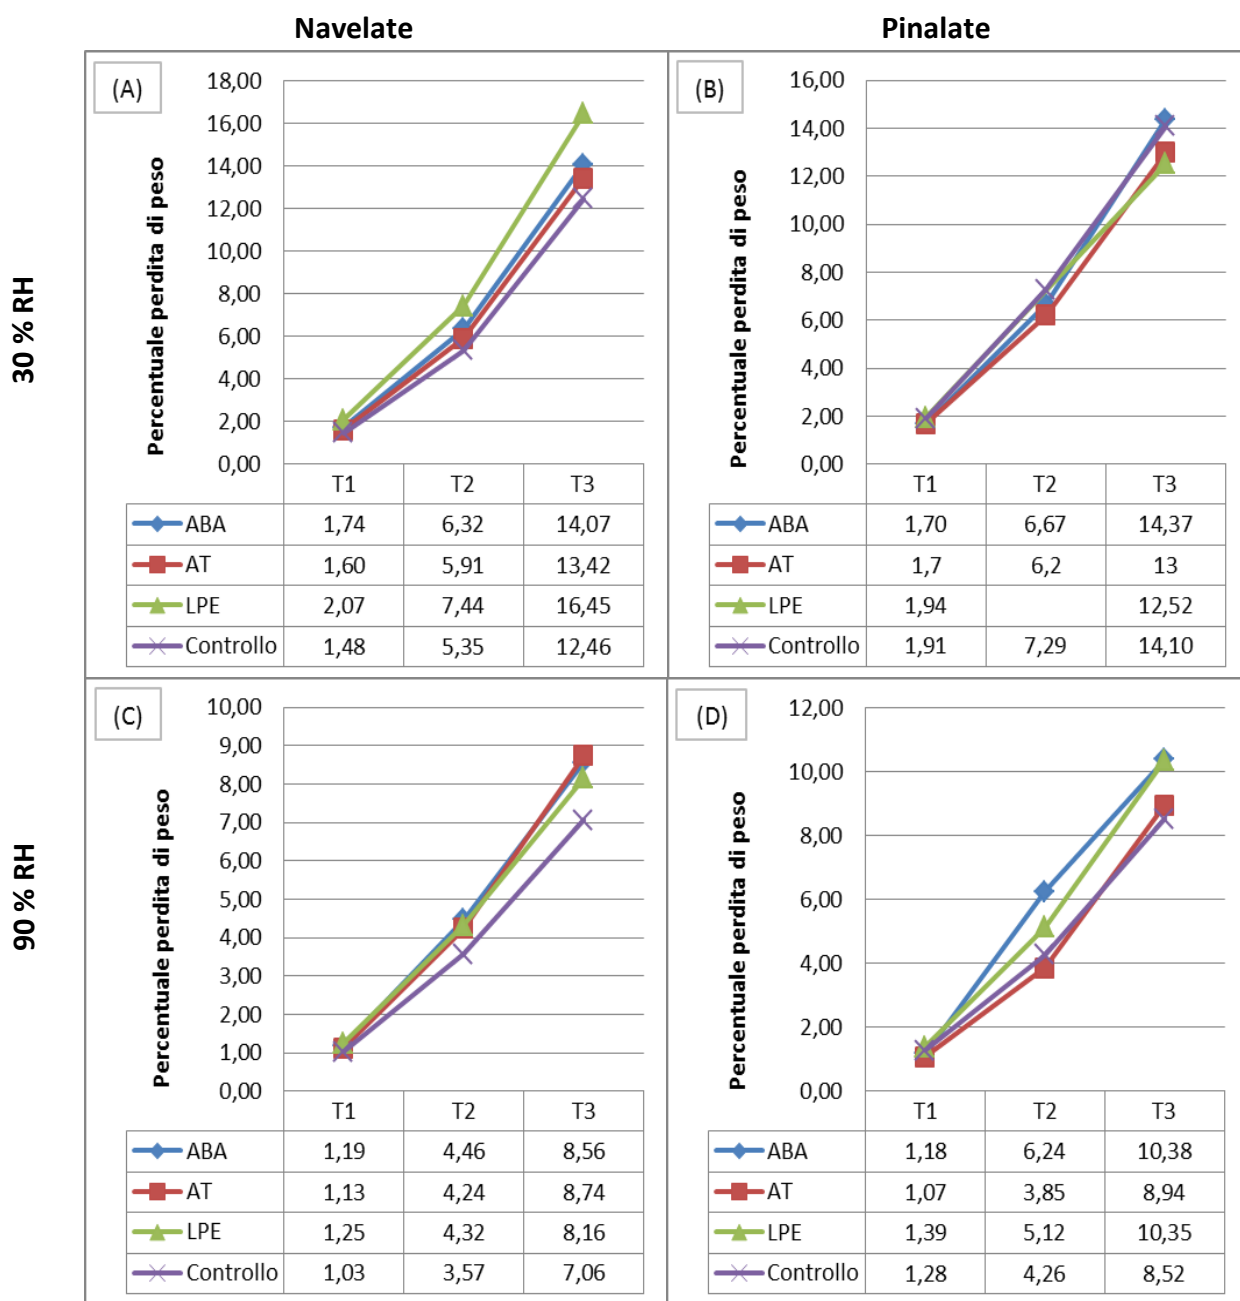 Navelate Pinalate
30 % RH
(A)
Percentuale perdita di peso
18,00
16,00
14,00
12,00
10,00
8,00
6,00
4,00
2,00
0,00
T1 T2 T3
ABA 1,74 6,32 14,07
AT 1,60 5,91 13,42
LPE 2,07 7,44 16,45
Controllo 1,48 5,35 12,46
(B)
Percentuale perdita di peso
16,00
14,00
12,00
10,00
8,00
6,00
4,00
2,00
0,00
T1 T2 T3
ABA 1,70 6,67 14,37
AT 1,7 6,2 13
LPE 1,94 12,52
Controllo 1,91 7,29 14,10
90 % RH
(C)
Percentuale perdita di peso
10,00
9,00
8,00
7,00
6,00
5,00
4,00
3,00
2,00
1,00
0,00
T1 T2 T3
ABA 1,19 4,46 8,56
AT 1,13 4,24 8,74
LPE 1,25 4,32 8,16
Controllo 1,03 3,57 7,06
(D)
Percentuale perdita di peso
12,00
10,00
8,00
6,00
4,00
2,00
0,00
T1 T2 T3
ABA 1,18 6,24 10,38
AT 1,07 3,85 8,94
LPE 1,39 5,12 10,35
Controllo 1,28 4,26 8,52